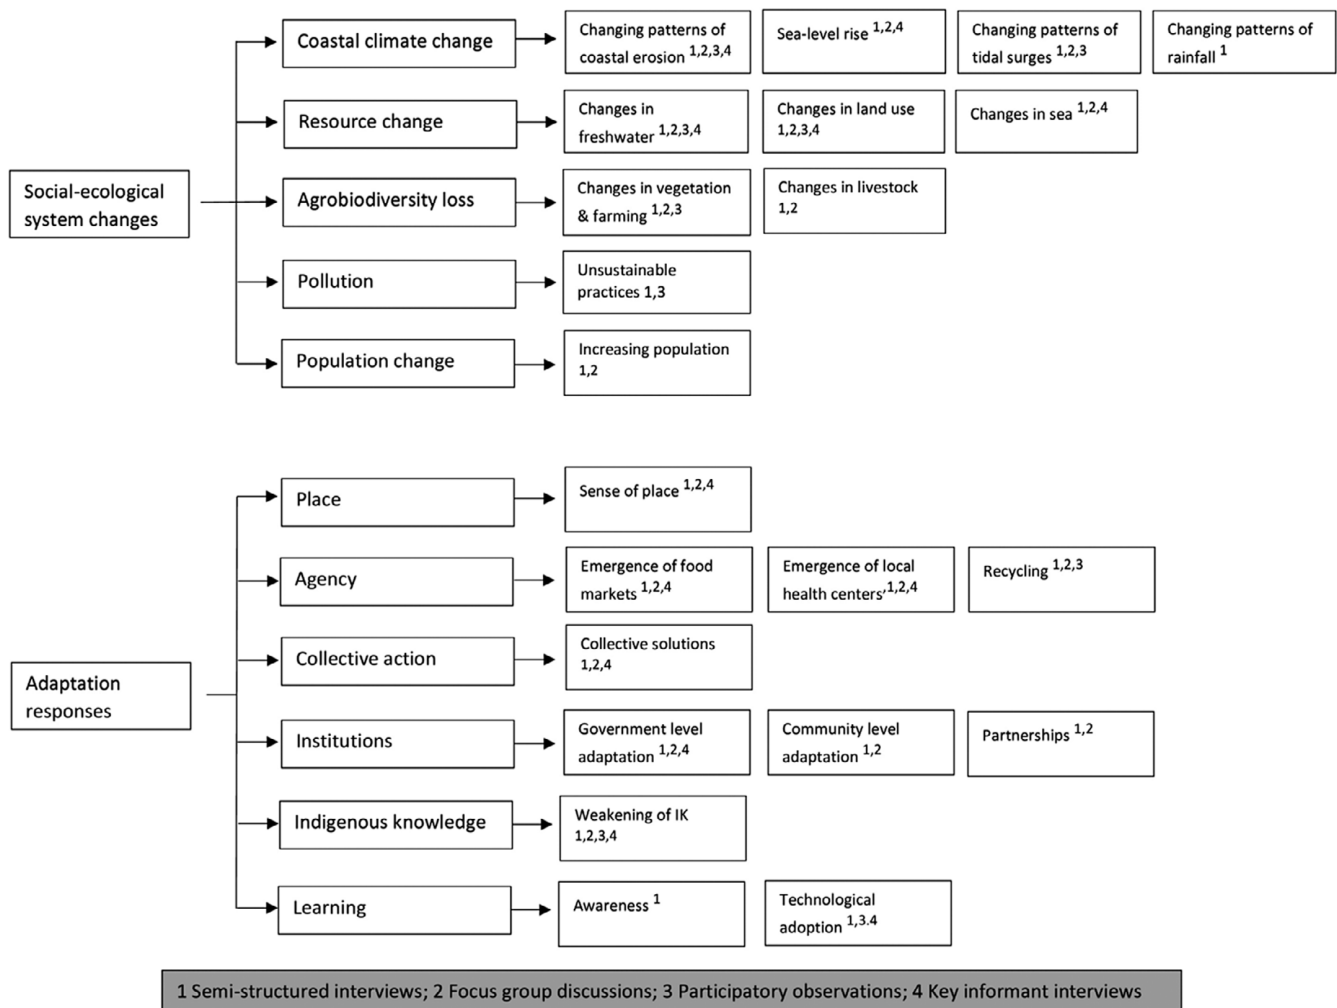 Coastal climate change
Changing patterns of
coastal erosion 1,2,3,4
Sea-level rise 1,2,4
Changing patterns of
tidal surges 1,2,3
Changing patterns of
rainfall 1
Resource change
Changes in
freshwater 1,2,3,4
Changes in land use
1,2,3,4
Changes in sea 1,2,4
Social-ecological
system changes
Agrobiodiversity loss
Changes in vegetation
& farming 1,2,3
Changes in livestock
1,2
Pollution
Unsustainable
practices 1,3
Population change
Increasing population
1,2
Place
Sense of place 1,2,4
Agency
Emergence of food
markets 1,2,4
Emergence of local
health centers,1,2,4
Recycling 1,2,3
Collective action
Collective solutions
1,2,4
Adaptation
responses
Institutions
Government level
adaptation 1,2,4
Community level
adaptation 1,2
Partnerships 1,2
Indigenous knowledge
Weakening of IK
1,2,3,4
Learning
Awareness 1
Technological
adoption 1,3.4
1 Semi-structured interviews; 2 Focus group discussions; 3 Participatory observations; 4 Key informant interviews